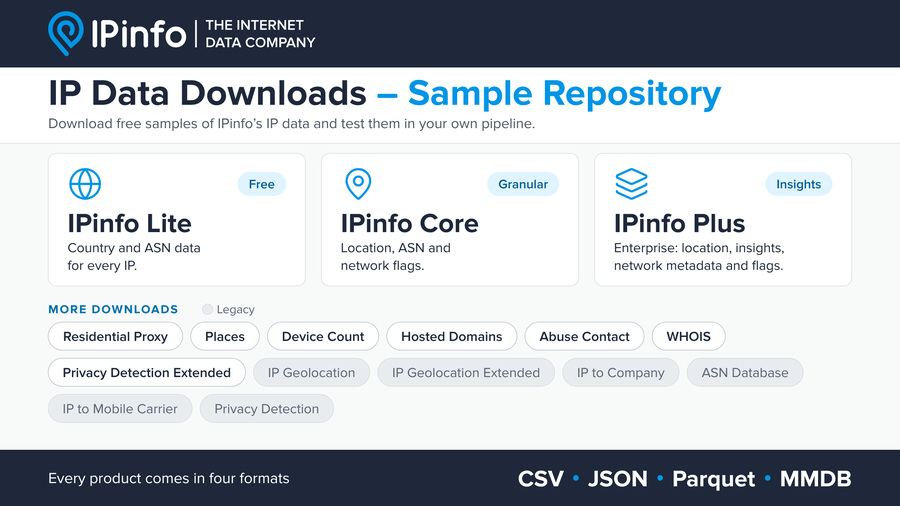 IPinfo
THE INTERNET
DATA COMPANY
IP Data Downloads – Sample Repository
Download free samples of IPinfo’s IP data and test them in your own pipeline.
Free
IPinfo Lite
Country and ASN data
for every IP.
Granular
IPinfo Core
Location, ASN and
network flags.
Insights
IPinfo Plus
Enterprise: location, insights,
network metadata and flags.
MORE DOWNLOADS Legacy
Residential Proxy Places Device Count Hosted Domains Abuse Contact WHOIS
Privacy Detection Extended IP Geolocation IP Geolocation Extended IP to Company ASN Database
IP to Mobile Carrier Privacy Detection
Every product comes in four formats
CSV • JSON • Parquet • MMDB